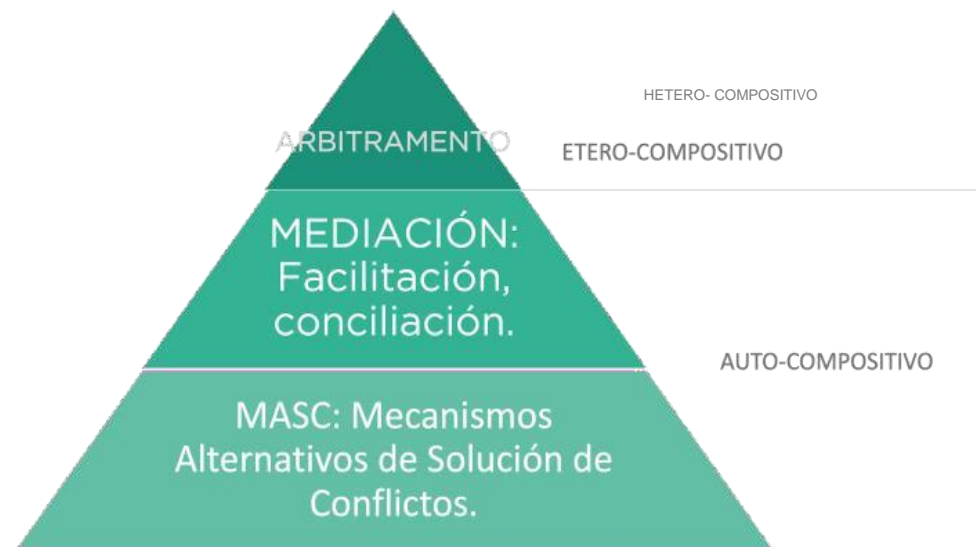 HETERO- COMPOSITIVO
ARBITRAMENTO
ETERO-COMPOSITIVO
MEDIACIÓN:
Facilitación,
conciliación.
AUTO-COMPOSITIVO
MASC: Mecanismos
Alternativos de Solución de
Conflictos.